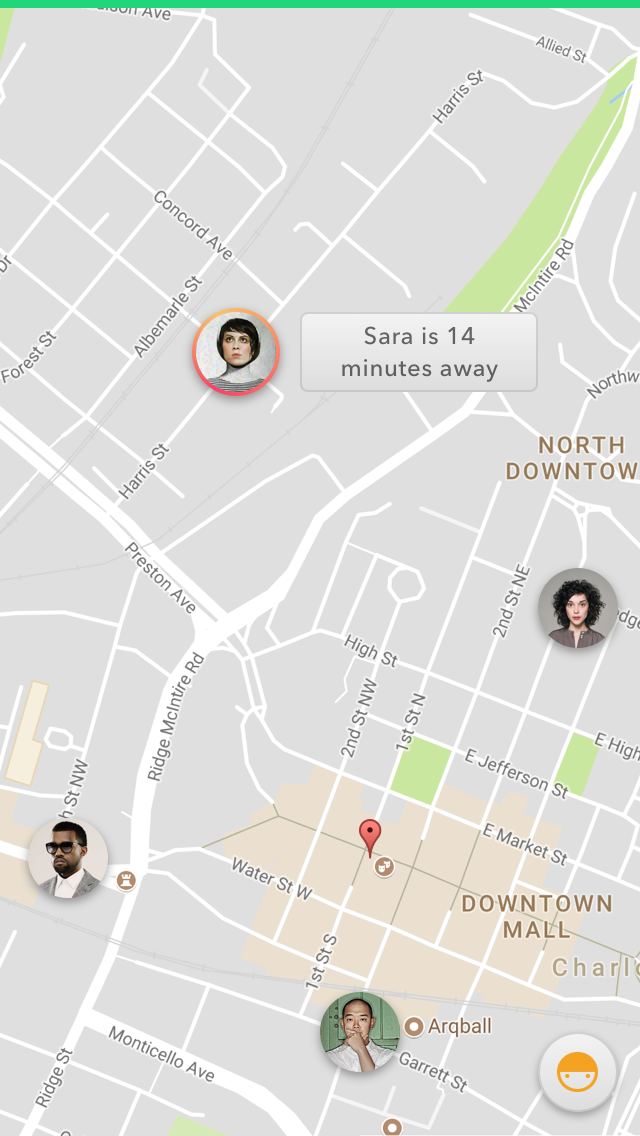 Allied St
Harris St
Concord Ave
McIntire Rd
Albemarle St
Sara is 14
minutes away
Forest St
Harris St
NORTH
Preston Ave
2nd St NE
High St
Ridge McIntire Rd
2nd St NW
1st St N
E High
E Jefferson St
E Market St
Water St W
DOWNTOWN
MALL
1st St S
Arqball
Monticello Ave
Garrett St
Ridge St